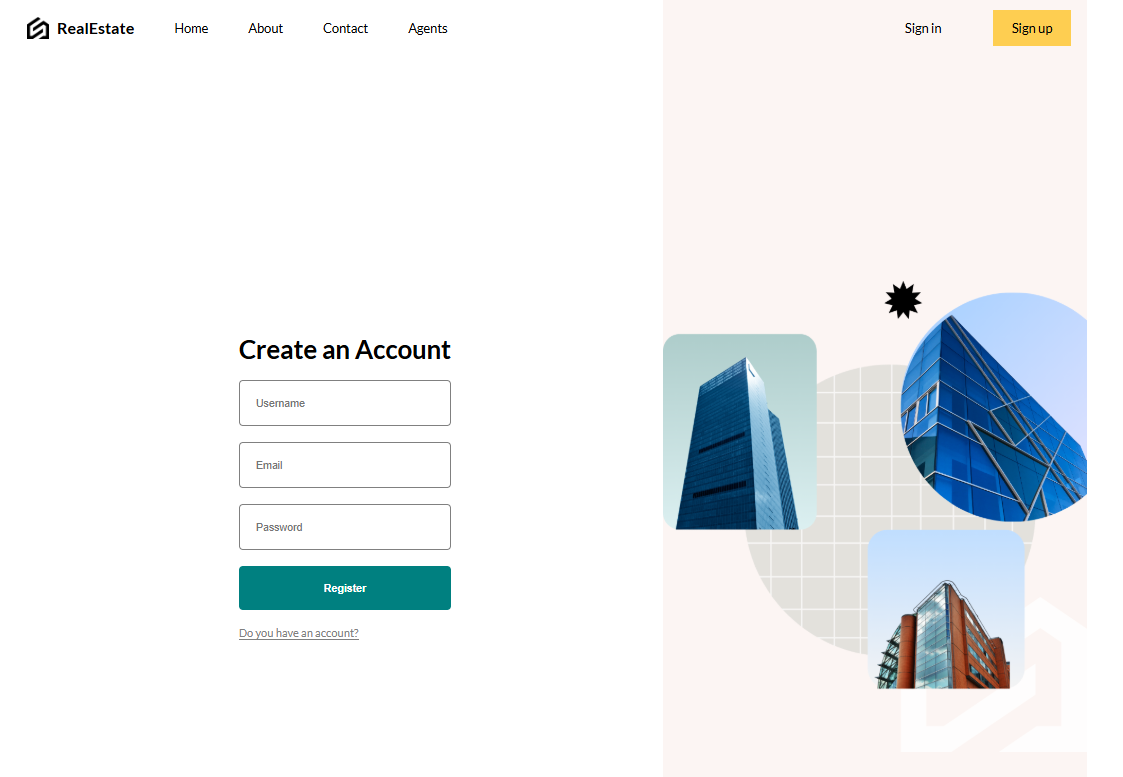 RealEstate Home About Contact Agents Sign in Sign up
Create an Account
Username
Email
Password
Register
Do you have an account?